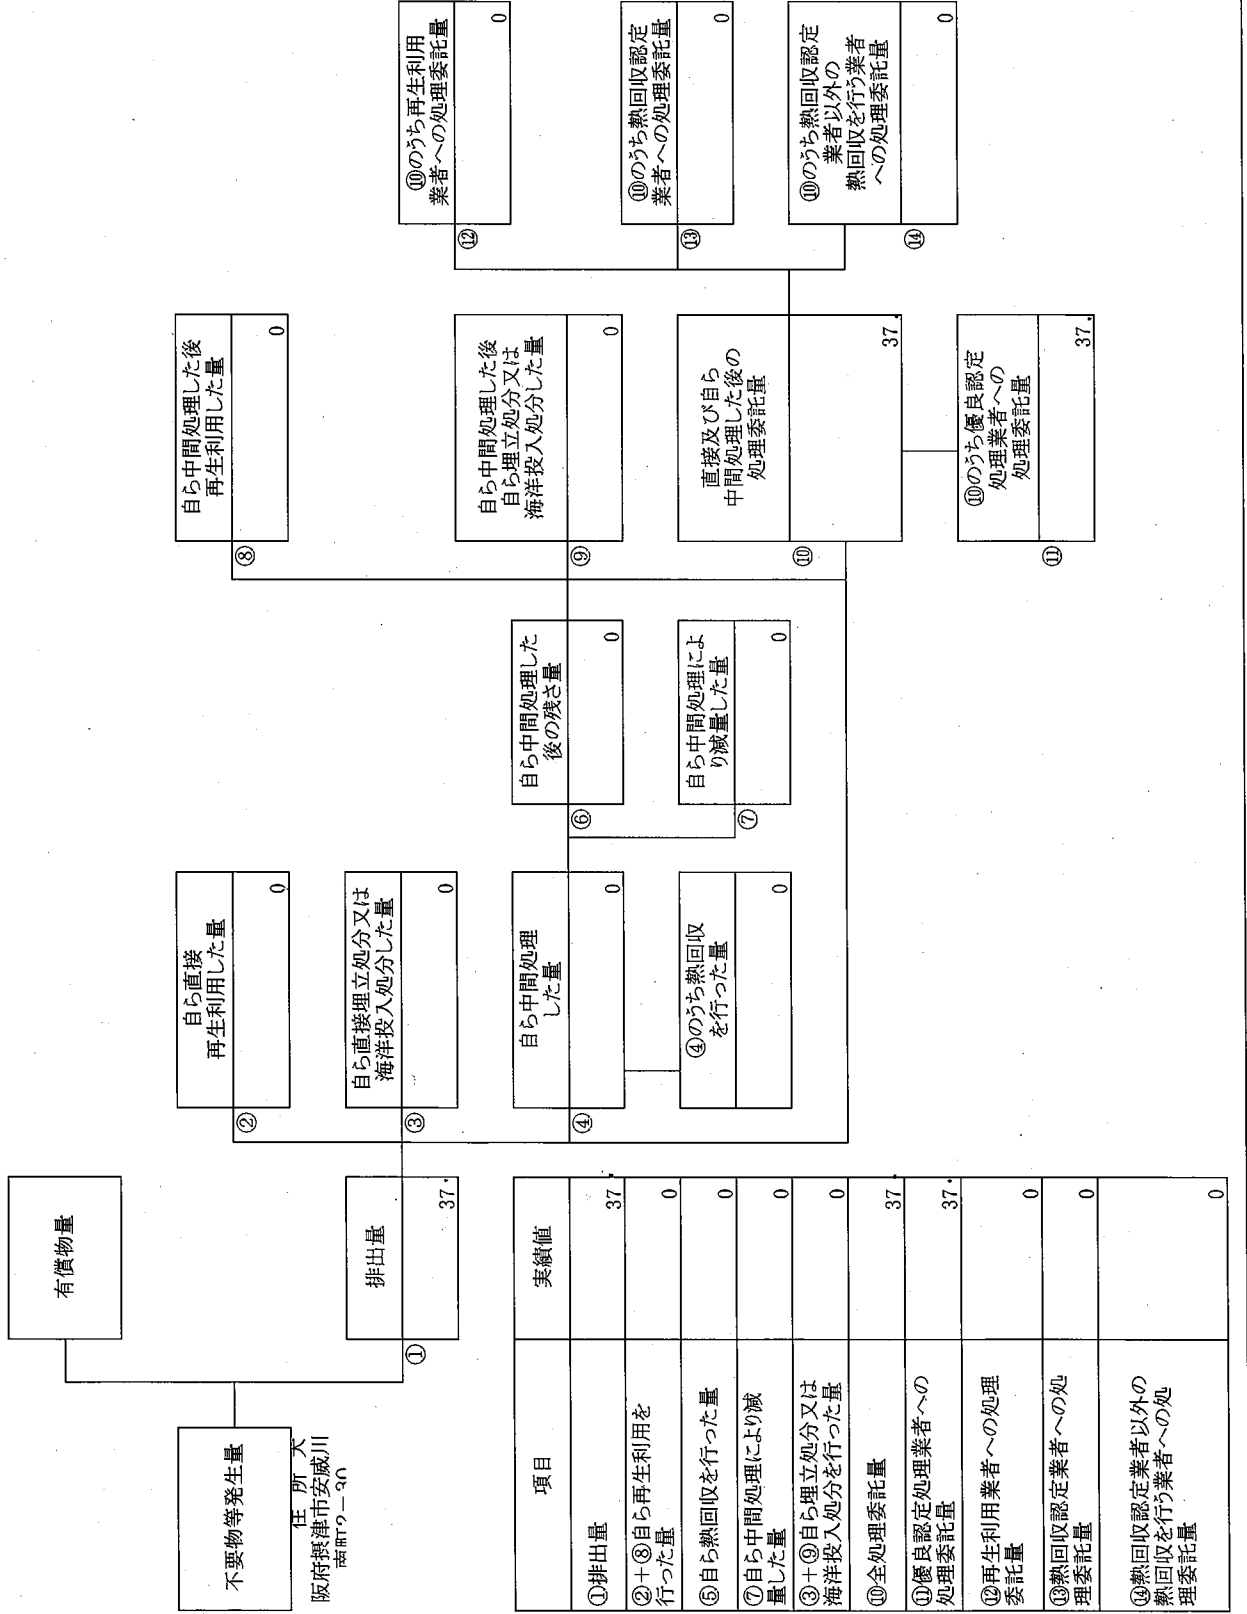 有償物量
不要物等発生量
住 所 大
阪府摂津市安威川
排出量
①
37.
自ら直接
再生利用した量
②
0
自ら直接埋立処分又は
海洋投入処分した量
③
0
自ら中間処理
した量
④
0
④のうち熱回収
を行った量
0
自ら中間処理した
後の残さ量
⑥
0
自ら中間処理によ
り減量した量
⑦
0
自ら中間処理した後
再生利用した量
⑧
0
自ら中間処理した後
自ら埋立処分又は
海洋投入処分した量
⑨
0
直接及び自ら
中間処理した後の
処理委託量
⑩
37.
⑩のうち優良認定
処理業者への
処理委託量
⑪
37.
⑩のうち再生利用
業者への処理委託量
⑫
0
⑩のうち熱回収認定
業者への処理委託量
⑬
0
⑩のうち熱回収認定
業者以外の
熱回収を行う業者
への処理委託量
⑭
0
項目
実績値
①排出量
37
②+⑧自ら再生利用を
行った量
0
⑤自ら熱回収を行った量
0
⑦自ら中間処理により減
量した量
0
③+⑨自ら埋立処分又は
海洋投入処分を行った量
0
⑩全処理委託量
37
⑪優良認定処理業者への
処理委託量
37.
⑫再生利用業者への処理
委託量
0
⑬熱回収認定業者への処
理委託量
0
⑭熱回収認定業者以外の
熱回収を行う業者への処
理委託量
0